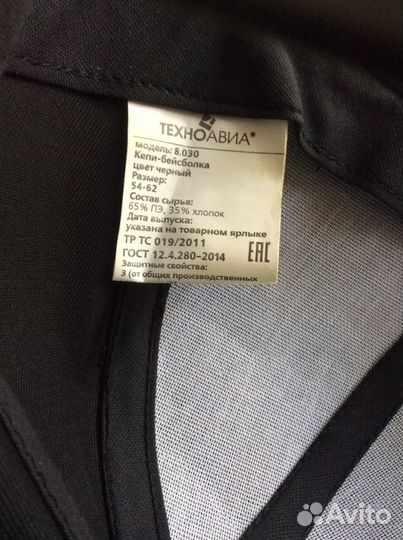 ТЕХНОАВИА®
модель: 8.030
Кепи-бейсболка
цвет черный
Размер:
54-62
Состав сырья:
65% ПЭ, 35% хлопок
Дата выпуска:
указана на товарном ярлыке
ТР ТС 019/2011
ГОСТ 12.4.280-2014
EAC
Защитные свойства:
З (от общих производственных
Avito